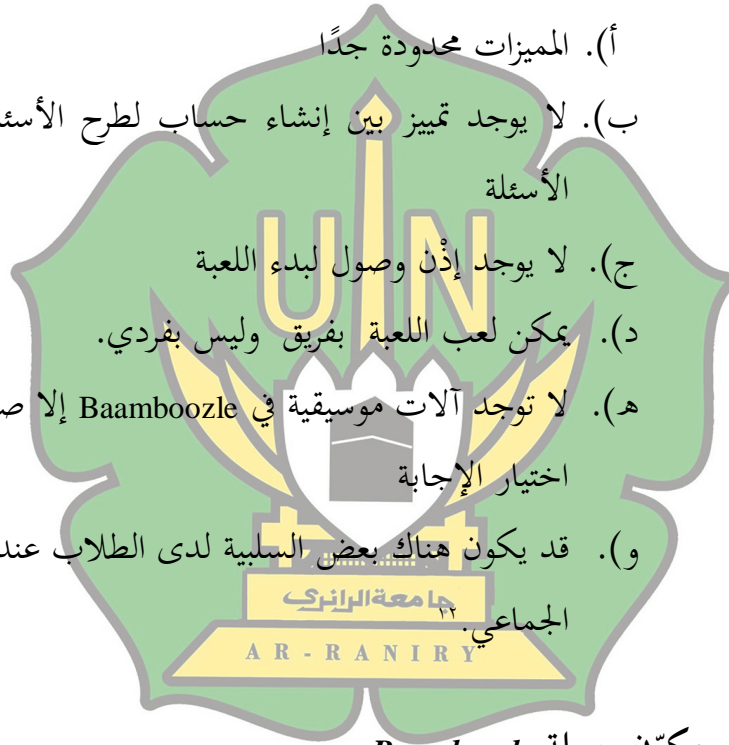 أ). المميزات محدودة جدًا
ب). لا يوجد تمييز بين إنشاء حساب لطرح
الأسئلة
ج). لا يوجد إذْن وصول لبدء اللعبة
د). يمكن لعب اللعبة بفريق وليس بفردي.
هـ). لا توجد آلات موسيقية في Baamboozle إلا
اختيار الإجابة
و). قد يكون هناك بعض السلبية لدى الطلاب عند
الجماعي.٢٢
UIN
جامعة الرانري
AR-RANIRY